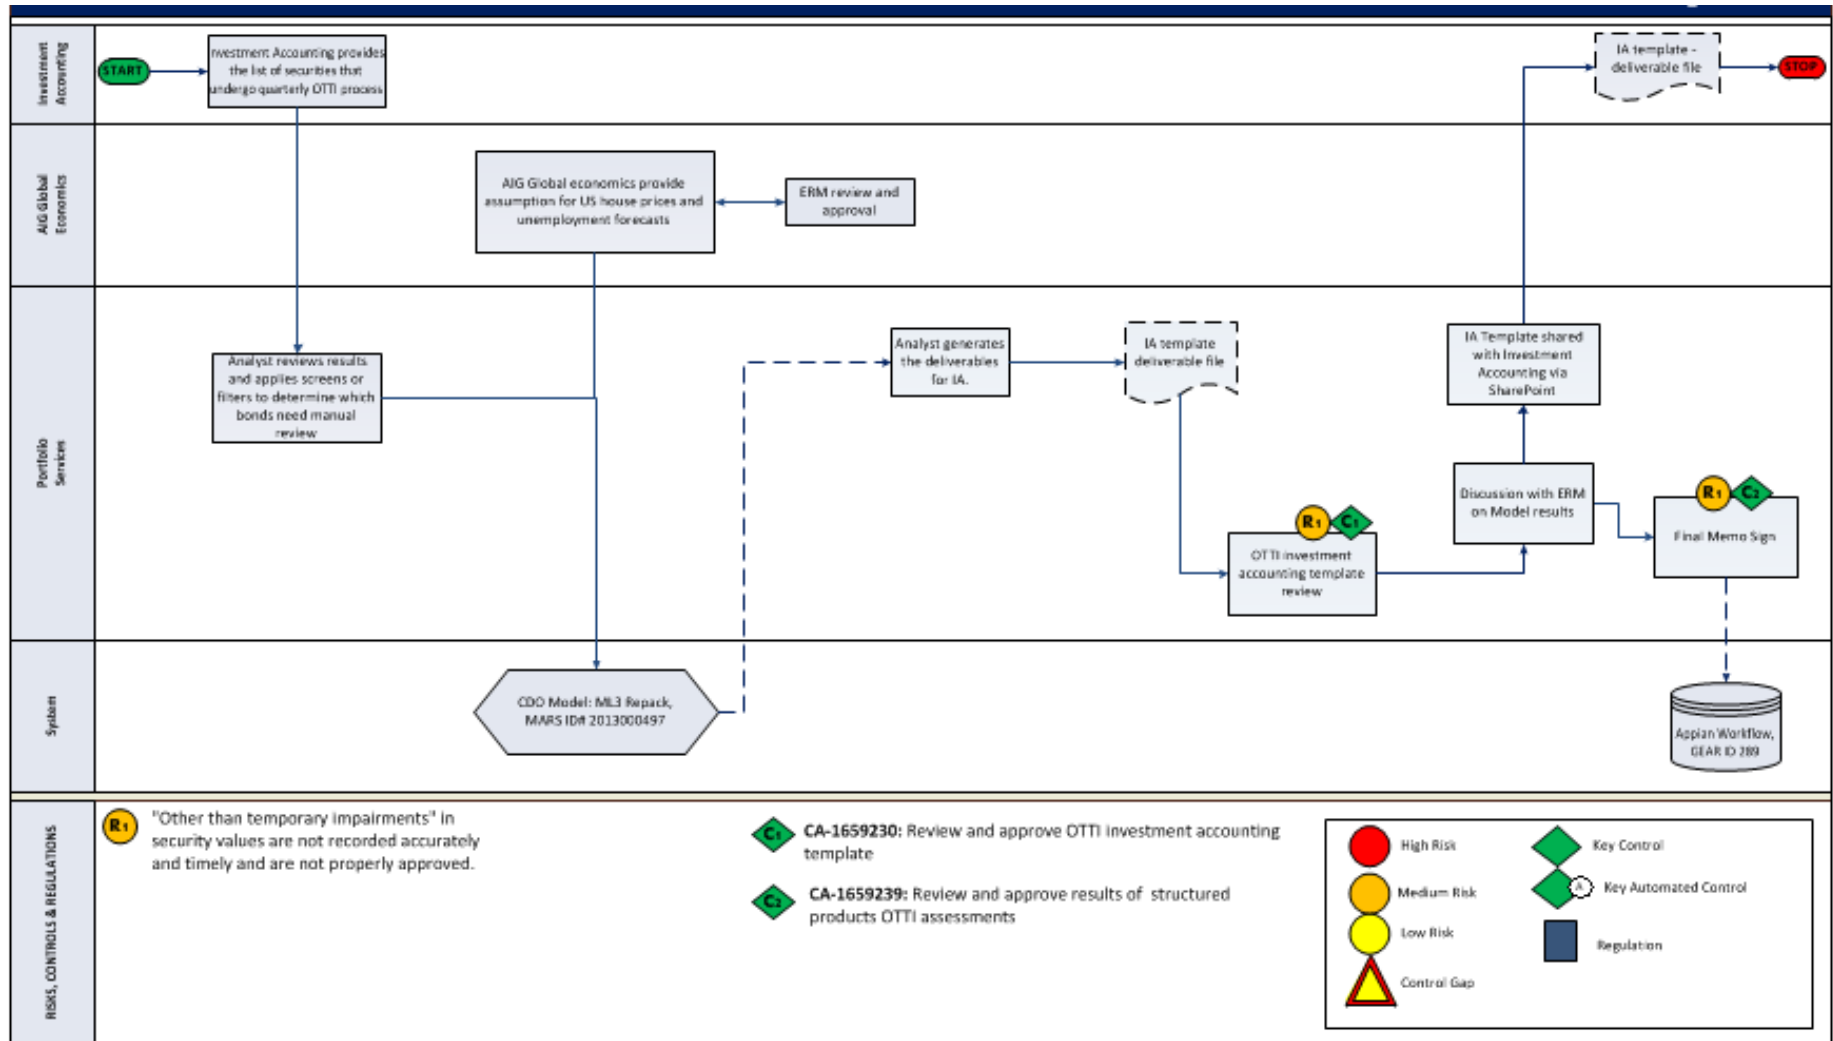 Investment
Accounting
START
nvestment Accounting provides
the list of securities that
undergo quarterly OTTI process
IA template -
deliverable file
STOP
AIG Global
Economics
AIG Global economics provide
assumption for US house prices and
unemployment forecasts
ERM review and
approval
Portfolio
Services
Analyst reviews results
and applies screens or
filters to determine which
bonds need manual
review
Analyst generates
the deliverables
for IA.
IA template
deliverable file
R1
C1
OTTI investment
accounting template
review
IA Template shared
with Investment
Accounting via
SharePoint
Discussion with ERM
on Model results
R1
C2
Final Memo Sign
System
CDO Model: ML3 Repack,
MARS ID# 2013000497
Appian Workflow,
GEAR ID 289
RISKS, CONTROLS & REGULATIONS
R1
"Other than temporary impairments" in
security values are not recorded accurately
and timely and are not properly approved.
C1
CA-1659230: Review and approve OTTI investment accounting
template
C2
CA-1659239: Review and approve results of structured
products OTTI assessments
High Risk
Medium Risk
Low Risk
Control Gap
Key Control
A
Key Automated Control
Regulation